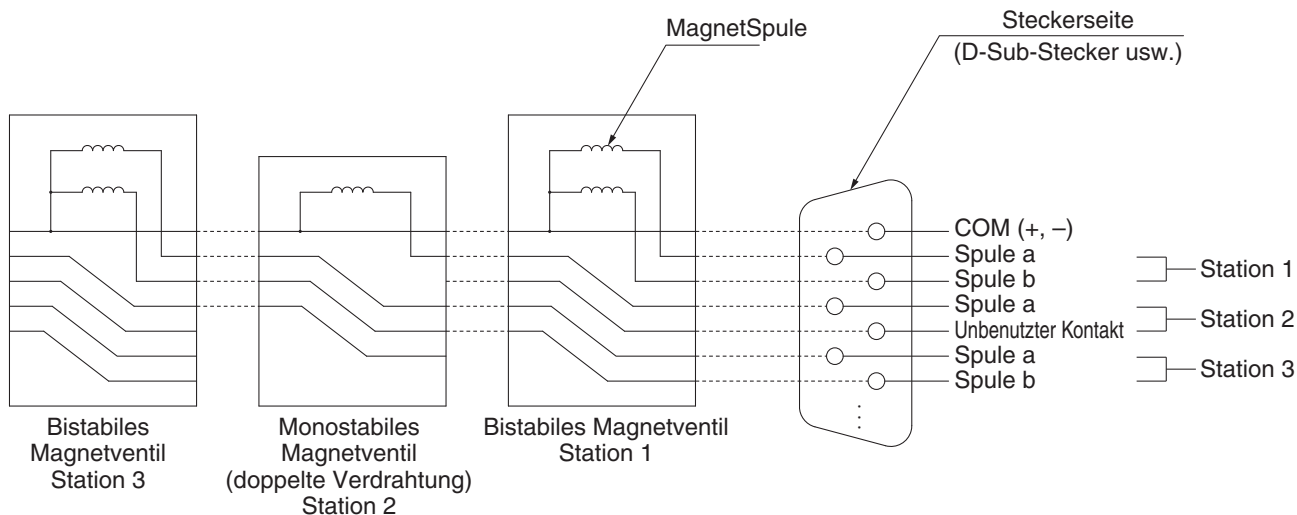 MagnetSpule
Steckerseite
(D-Sub-Stecker usw.)
COM (+, –)
Spule a
Spule b
Station 1
Spule a
Unbenutzter Kontakt
Station 2
Spule a
Spule b
Station 3
Bistabiles
Magnetventil
Station 3
Monostabiles
Magnetventil
(doppelte Verdrahtung)
Station 2
Bistabiles Magnetventil
Station 1